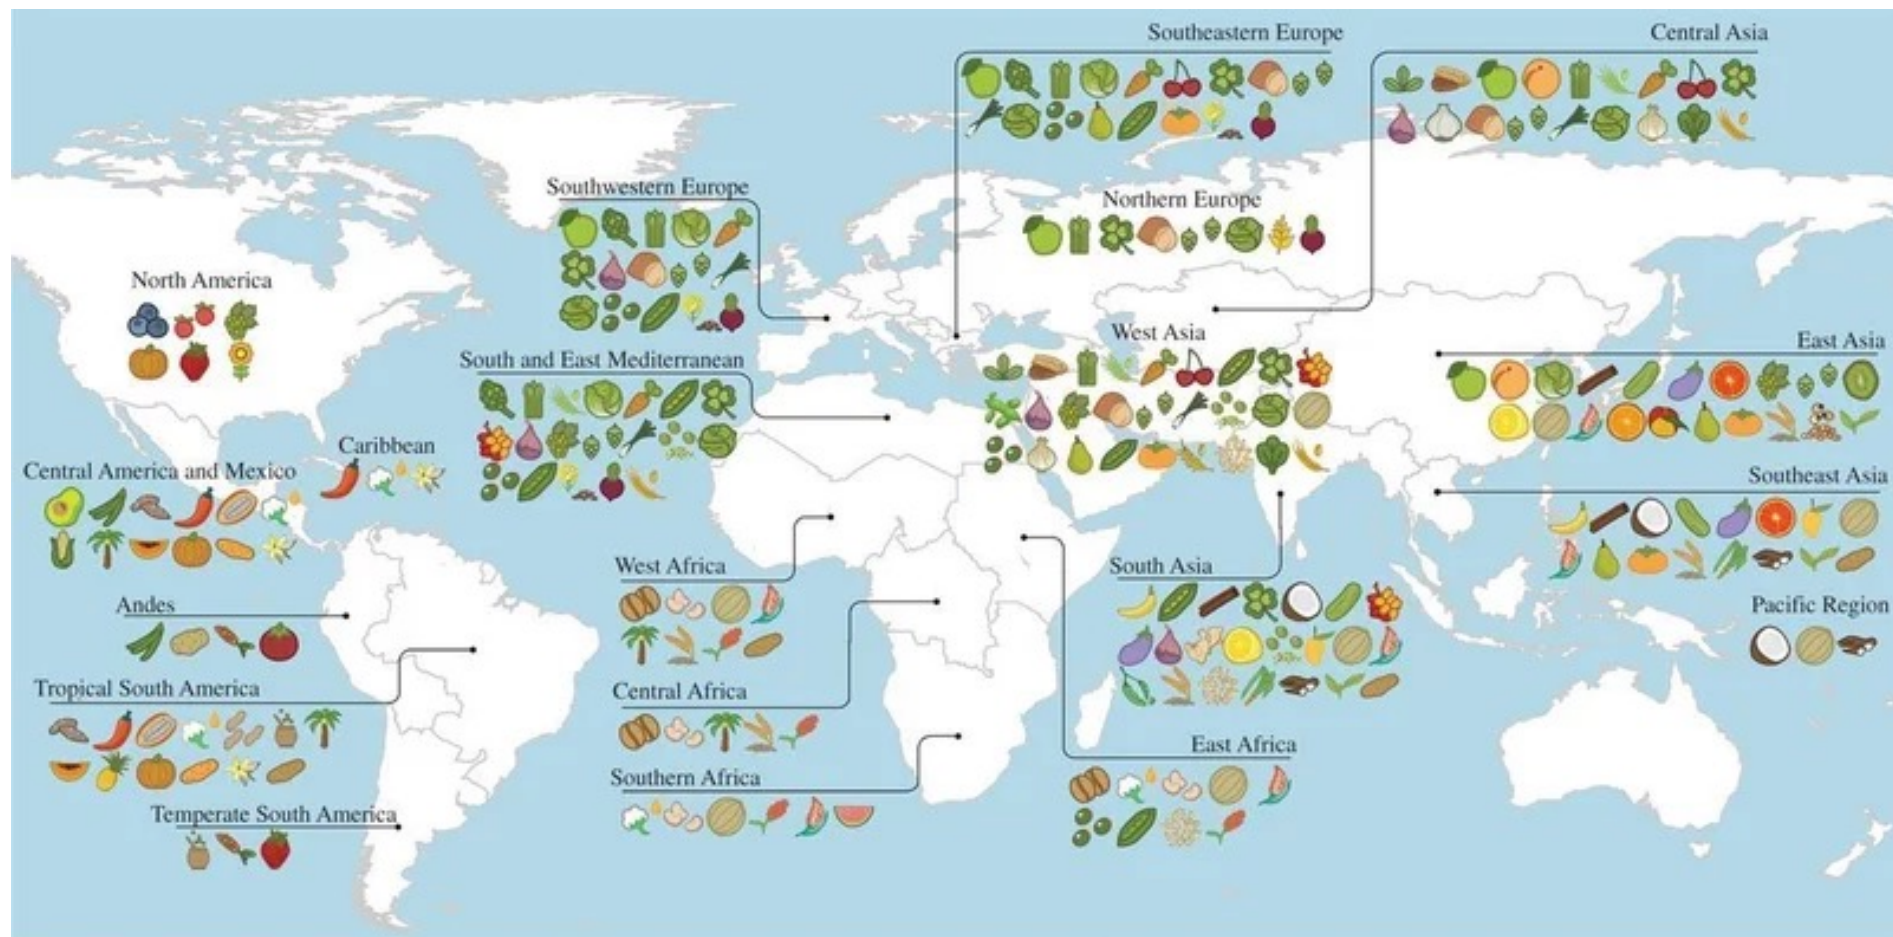 Southeastern Europe
Central Asia
Southwestern Europe
Northern Europe
North America
West Asia
East Asia
South and East Mediterranean
Caribbean
Central America and Mexico
Southeast Asia
West Africa
South Asia
Andes
Pacific Region
Tropical South America
Central Africa
East Africa
Southern Africa
Temperate South America